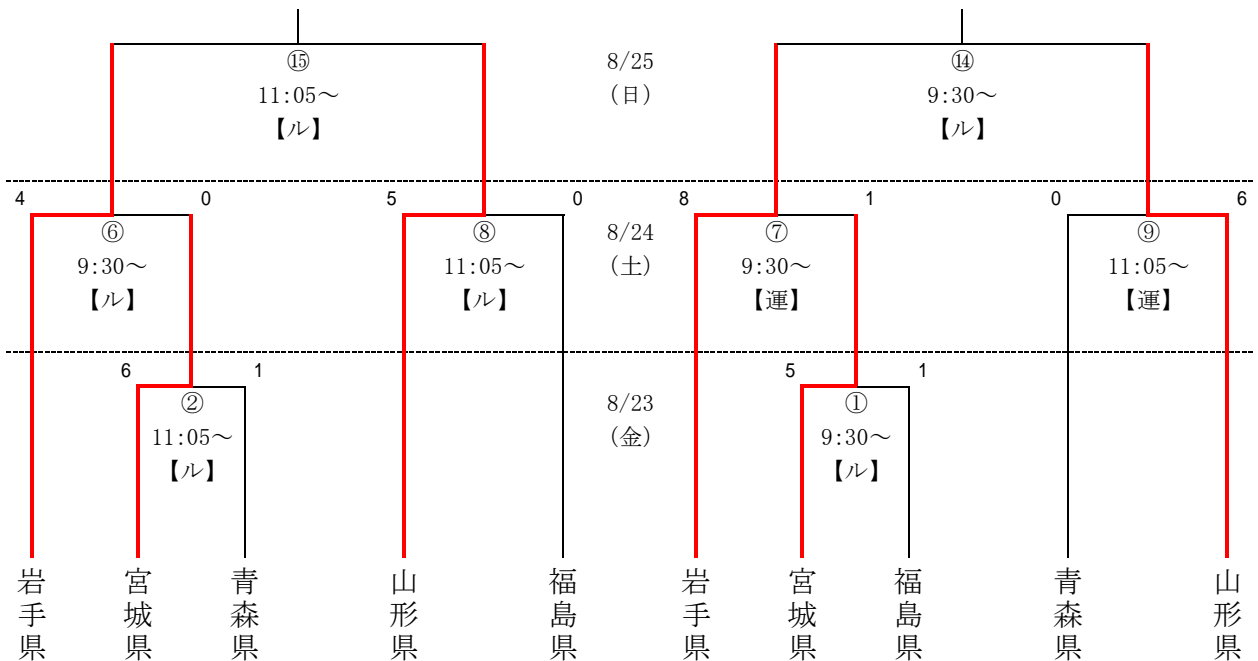 ⑮
8/25
⑭
11:05～
(日)
9:30～
【ル】
【ル】
4 0 5 0 8 1 0 6
⑥
⑧
8/24
⑦
⑨
9:30～
11:05～
(土)
9:30～
11:05～
【ル】
【ル】
【運】
【運】
6 1 5 1
②
8/23
①
11:05～
(金)
9:30～
【ル】
【ル】
岩手県
宮城県
青森県
山形県
福島県
岩手県
宮城県
福島県
青森県
山形県